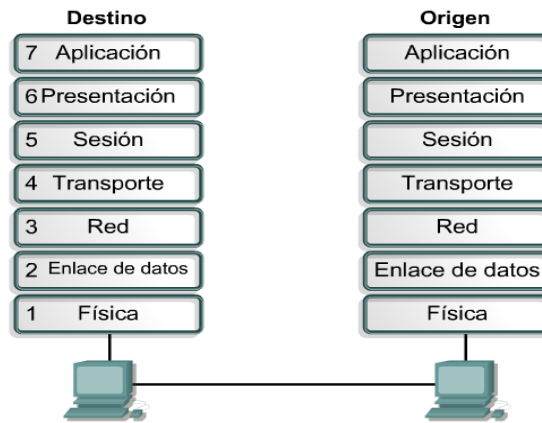 Destino
7 Aplicación
6 Presentación
5 Sesión
4 Transporte
3 Red
2 Enlace de datos
1 Física
Origen
Aplicación
Presentación
Sesión
Transporte
Red
Enlace de datos
Física